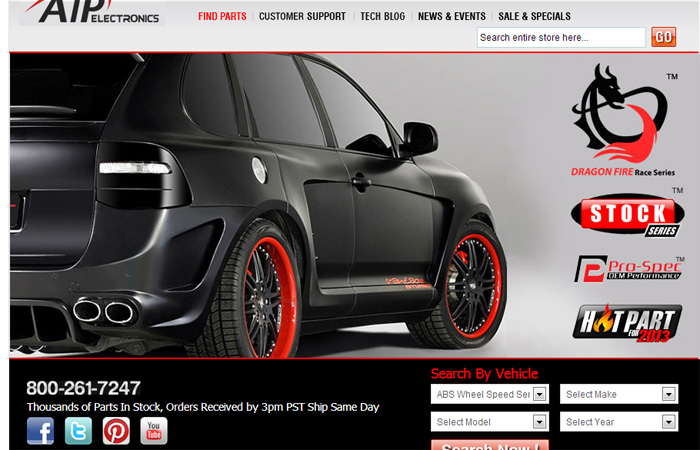 AIP ELECTRONICS
FIND PARTS | CUSTOMER SUPPORT | TECH BLOG | NEWS & EVENTS | SALE & SPECIALS
Search entire store here...
GO
TM
DRAGON FIRE Race Series
TM
STOCK
SERIES
TM
Pro-Spec
OEM Performance
HOT PART
FOR 2013
800-261-7247
Thousands of Parts In Stock, Orders Received by 3pm PST Ship Same Day
You
Tube
Search By Vehicle
ABS Wheel Speed Ser
Select Make
Select Model
Select Year
Search Now !